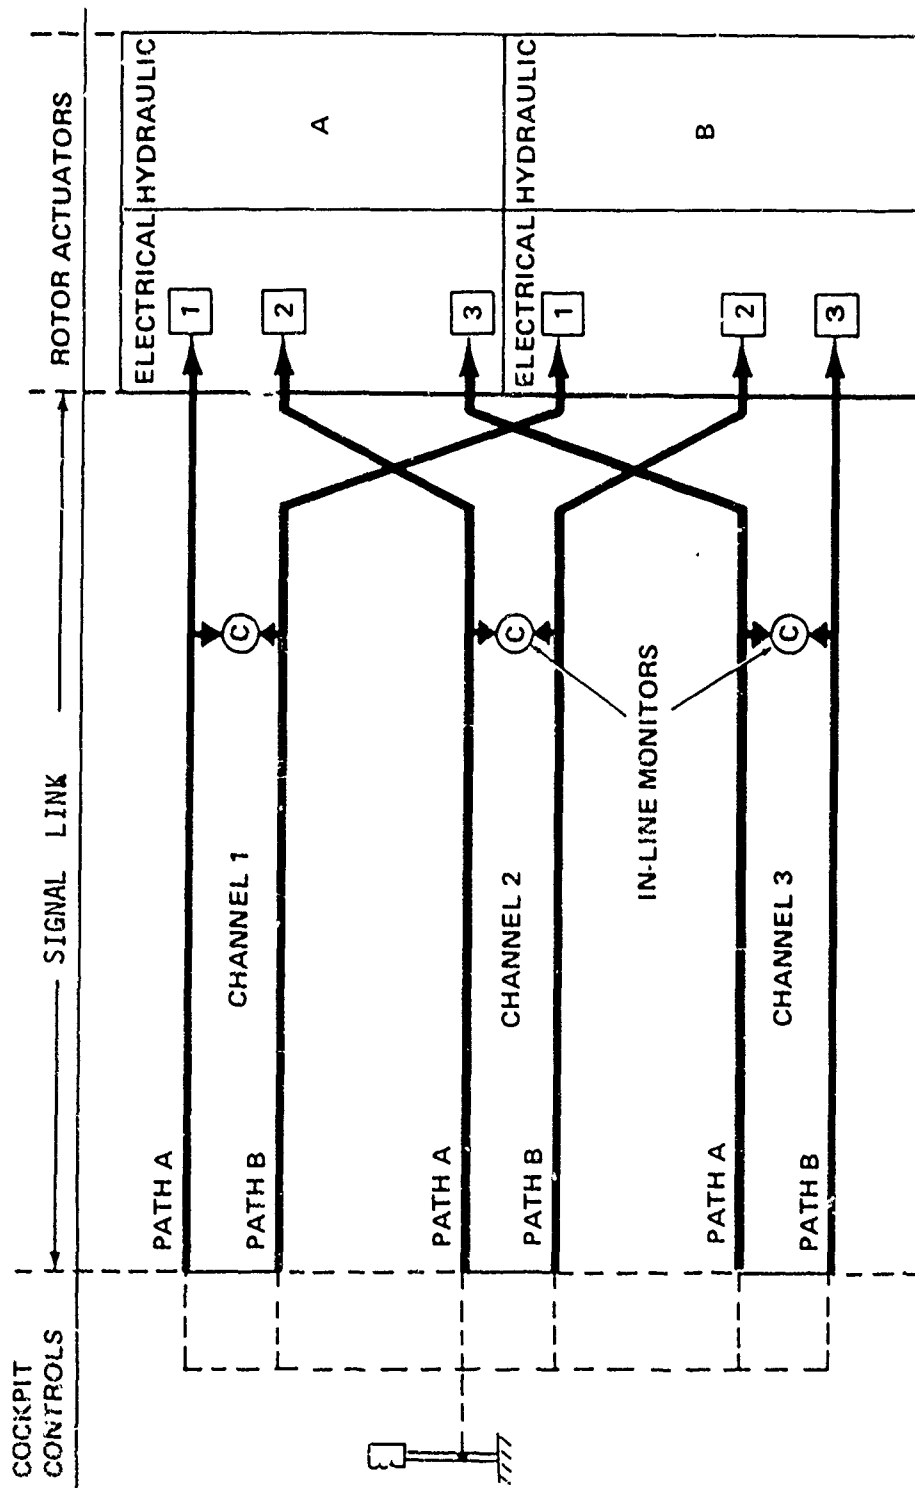 COCKPIT
CONTROLS
SIGNAL LINK
ROTOR ACTUATORS
PATH A
CHANNEL 1
PATH B
C
1
2
ELECTRICAL
HYDRAULIC
A
PATH A
CHANNEL 2
PATH B
C
3
1
ELECTRICAL
HYDRAULIC
B
IN-LINE MONITORS
PATH A
CHANNEL 3
PATH B
C
2
3